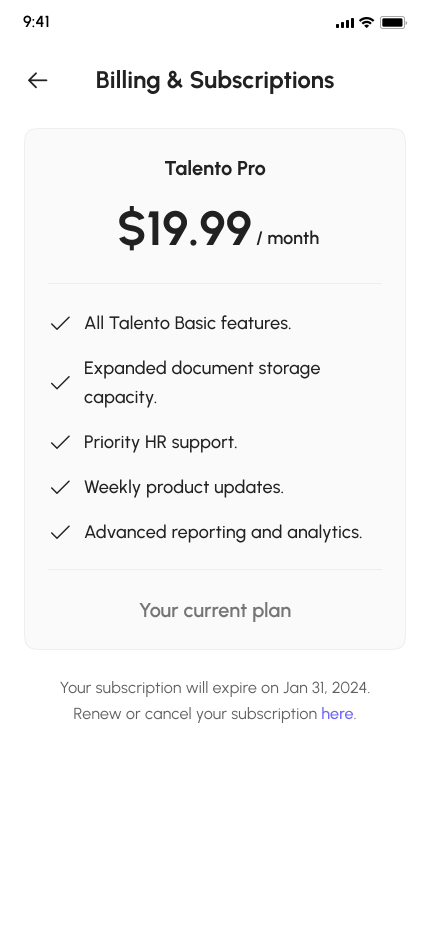 9:41
Billing & Subscriptions
Talento Pro
$19.99 / month
All Talento Basic features.
Expanded document storage
capacity.
Priority HR support.
Weekly product updates.
Advanced reporting and analytics.
Your current plan
Your subscription will expire on Jan 31, 2024.
Renew or cancel your subscription here.